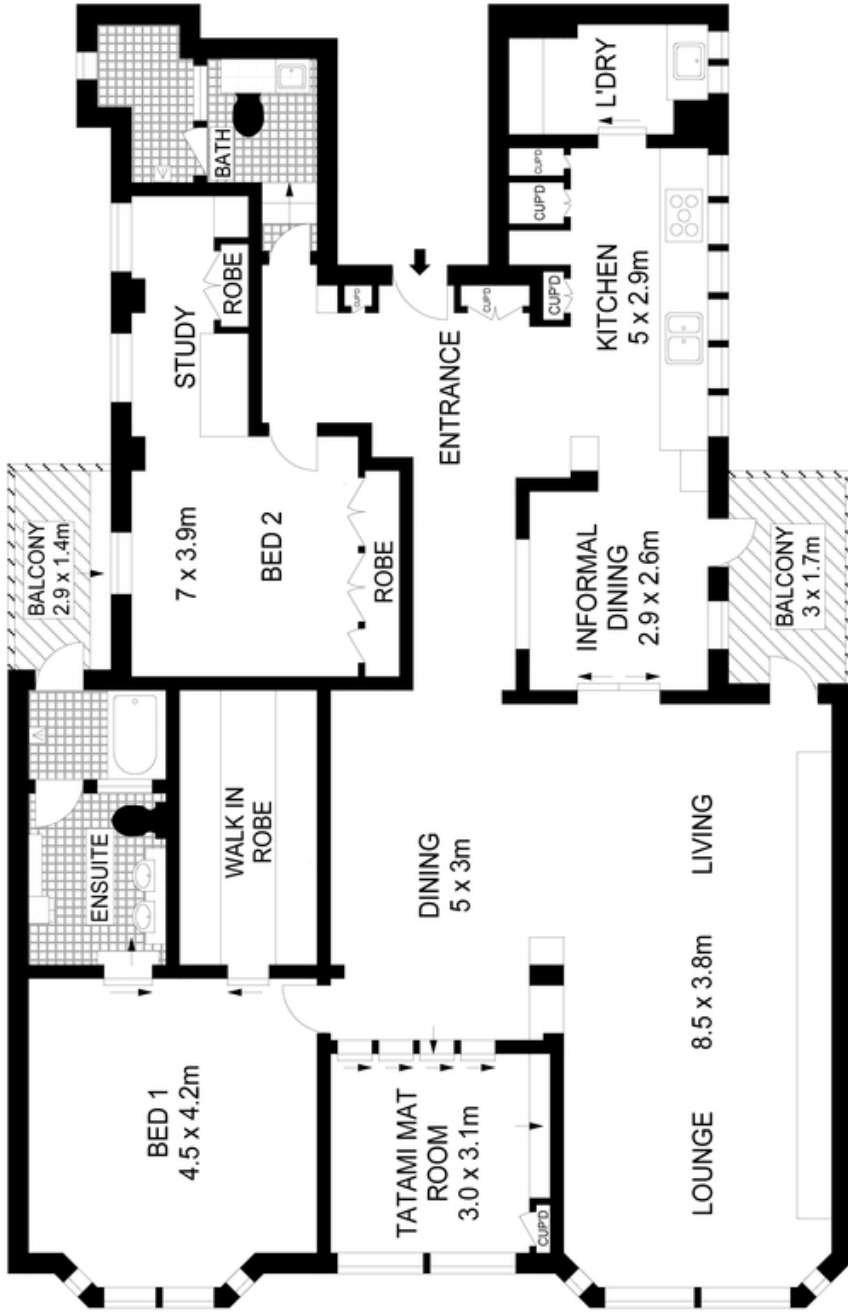 BATH
L'DRY
CUP'D
CUP'D
ROBE
STUDY
CUP'D
CUP'D
CUP'D
KITCHEN
5 x 2.9m
ENTRANCE
BALCONY
2.9 x 1.4m
7 x 3.9m
BED 2
ROBE
INFORMAL
DINING
2.9 x 2.6m
BALCONY
3 x 1.7m
ENSUITE
WALK IN
ROBE
DINING
5 x 3m
LIVING
8.5 x 3.8m
LOUNGE
BED 1
4.5 x 4.2m
TATAMI MAT
ROOM
3.0 x 3.1m
CUP'D